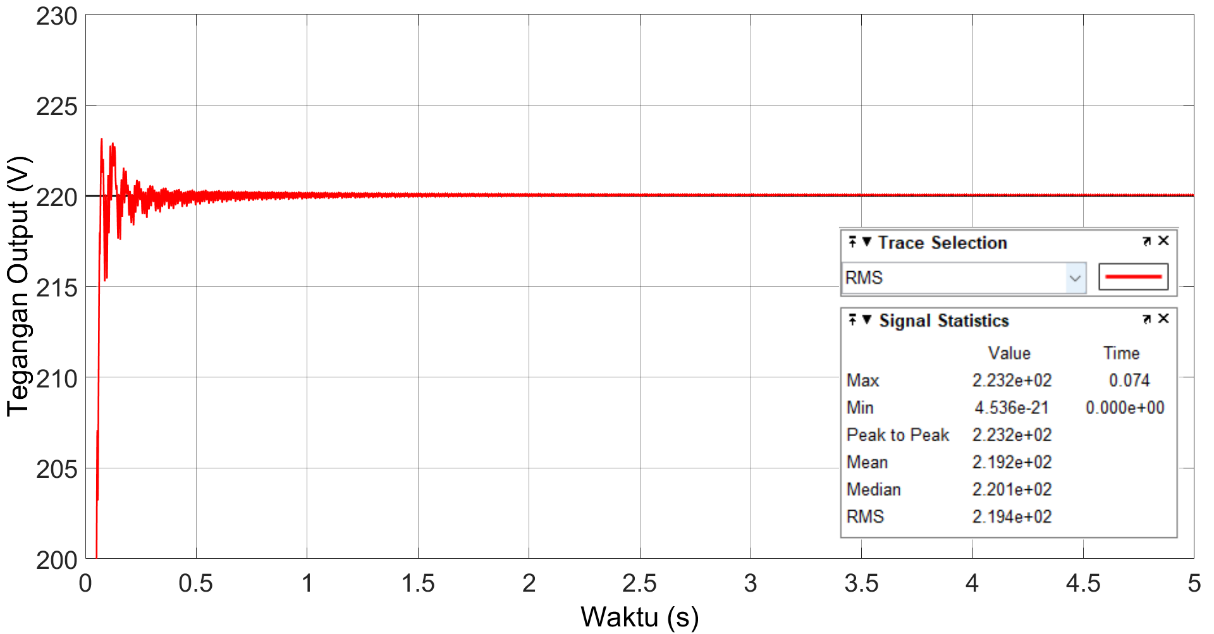 230
225
220
215
210
205
200
Tegangan Output (V)
0 0.5 1 1.5 2 2.5 3 3.5 4 4.5 5
Waktu (s)
Trace Selection
RMS
Signal Statistics
Value Time
Max 2.232e+02 0.074
Min 4.536e-21 0.000e+00
Peak to Peak 2.232e+02
Mean 2.192e+02
Median 2.201e+02
RMS 2.194e+02